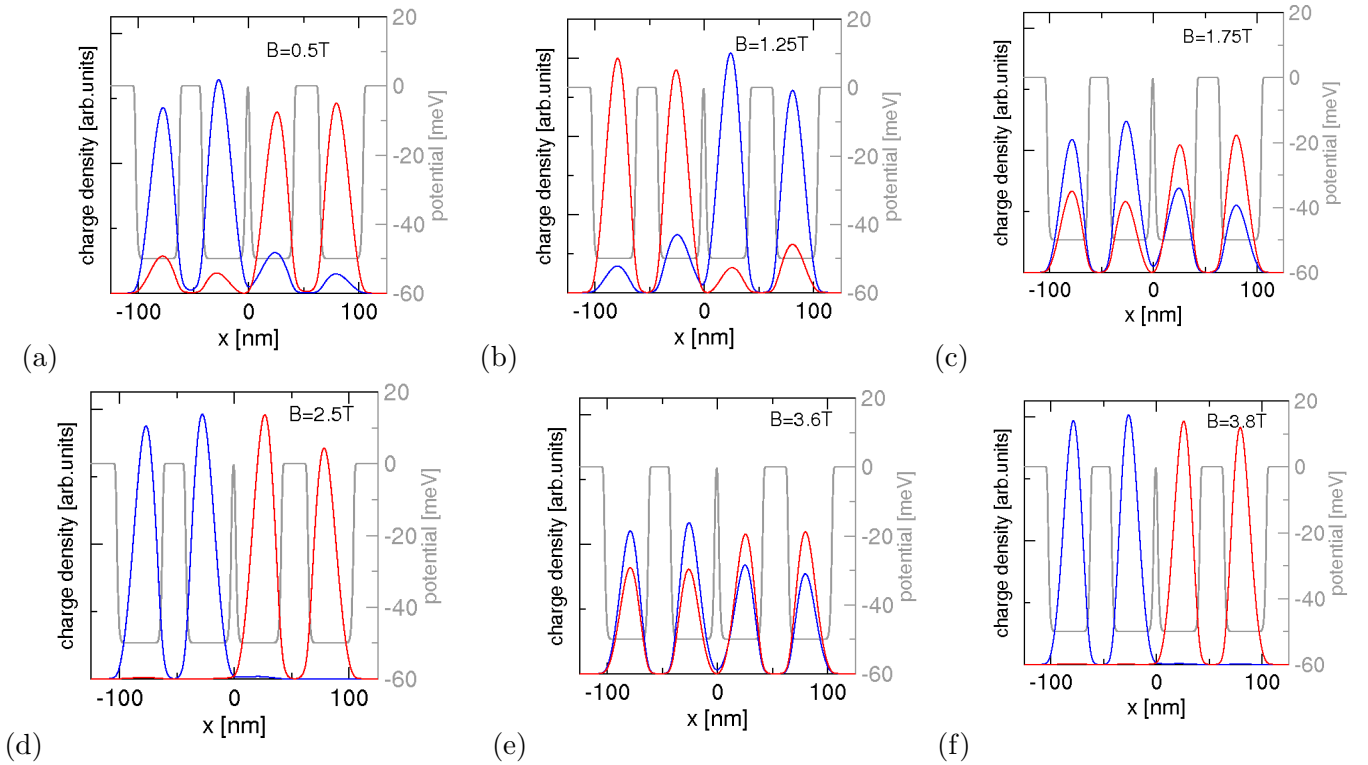 B=0.5T
charge density [arb.units]
20
0
-20
-40
-60
potential [meV]
-100
0
100
x [nm]
(a)
B=1.25T
charge density [arb.units]
20
0
-20
-40
-60
potential [meV]
-100
0
100
x [nm]
(b)
B=1.75T
charge density [arb.units]
20
0
-20
-40
-60
potential [meV]
-100
0
100
x [nm]
(c)
B=2.5T
charge density [arb.units]
20
0
-20
-40
-60
potential [meV]
-100
0
100
x [nm]
(d)
B=3.6T
charge density [arb.units]
20
0
-20
-40
-60
potential [meV]
-100
0
100
x [nm]
(e)
B=3.8T
charge density [arb.units]
20
0
-20
-40
-60
potential [meV]
-100
0
100
x [nm]
(f)